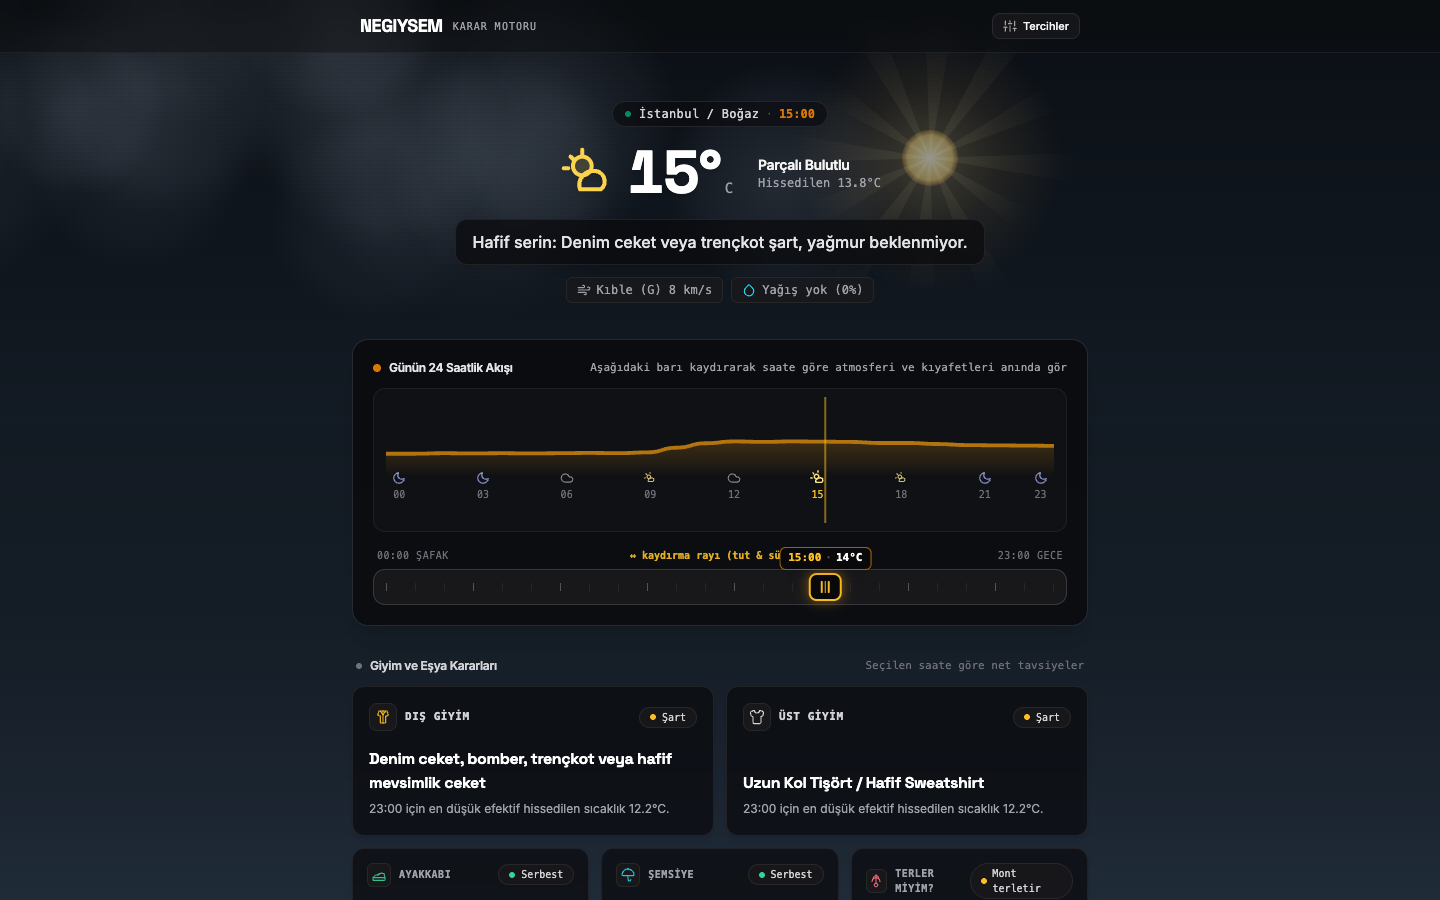 NEGIYSEM KARAR MOTORU
Tercihler
İstanbul / Boğaz · 15:00
15° C
Parçalı Bulutlu
Hissedilen 13.8°C
Hafif serin: Denim ceket veya trençkot şart, yağmur beklenmiyor.
Kıble (G) 8 km/s
Yağış yok (0%)
Günün 24 Saatlik Akışı
Aşağıdaki barı kaydırarak saate göre atmosferi ve kıyafetleri anında gör
00 03 06 09 12 15 18 21 23
00:00 ŞAFAK
↔ kaydırma rayı (tut & sü
15:00 · 14°C
23:00 GECE
Giyim ve Eşya Kararları
Seçilen saate göre net tavsiyeler
DIŞ GİYİM
Şart
Denim ceket, bomber, trençkot veya hafif
mevsimlik ceket
23:00 için en düşük efektif hissedilen sıcaklık 12.2°C.
ÜST GİYİM
Şart
Uzun Kol Tişört / Hafif Sweatshirt
23:00 için en düşük efektif hissedilen sıcaklık 12.2°C.
AYAKKABI
Serbest
ŞEMSİYE
Serbest
TERLER
MİYİM?
Mont
terletir